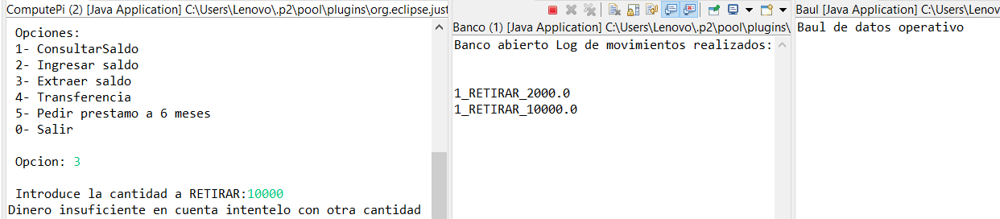 ComputePi (2) [Java Application] C:\Users\Lenovo\.p2\pool\plugins\org.eclipse.just
Opciones:
1- ConsultarSaldo
2- Ingresar saldo
3- Extraer saldo
4- Transferencia
5- Pedir prestamo a 6 meses
0- Salir
Opcion: 3
Introduce la cantidad a RETIRAR:10000
Dinero insuficiente en cuenta intentelo con otra cantidad
Banco (1) [Java Application] C:\Users\Lenovo\.p2\pool\plugins\
Banco abierto Log de movimientos realizados:
1_RETIRAR_2000.0
1_RETIRAR_10000.0
Baul [Java Application] C:\Users\Lenov
Baul de datos operativo